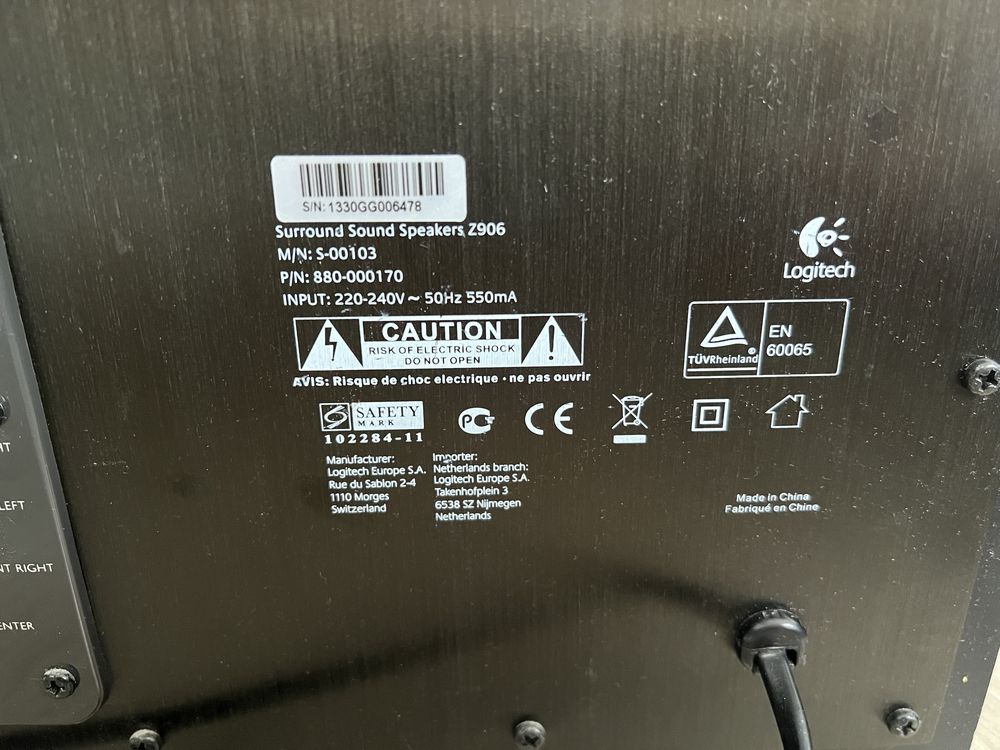 S/N: 1330GG006478
Surround Sound Speakers Z906
M/N: S-00103
P/N: 880-000170
INPUT: 220-240V ~ 50Hz 550mA
CAUTION
RISK OF ELECTRIC SHOCK
DO NOT OPEN
AVIS: Risque de choc electrique · ne pas ouvrir
Logitech
TÜVRheinland®
EN
60065
SAFETY
MARK
102284-11
PG
CE
Manufacturer:
Logitech Europe S.A.
Rue du Sablon 2-4
1110 Morges
Switzerland
Importer:
Netherlands branch:
Logitech Europe S.A.
Takenhofplein 3
6538 SZ Nijmegen
Netherlands
Made in China
Fabriqué en Chine
LEFT
RIGHT